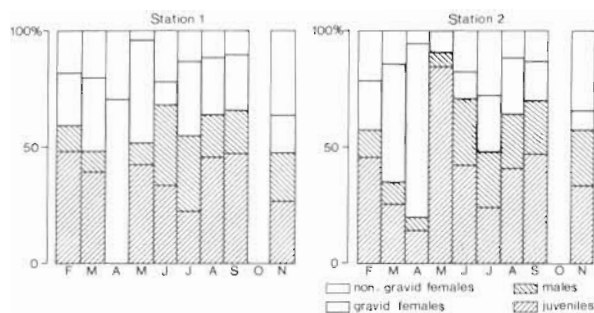 Station 1
Station 2
100%
100%
50
50
0
0
F M A M J J A S O N
F M A M J J A S O N
non. gravid females
males
gravid females
juveniles